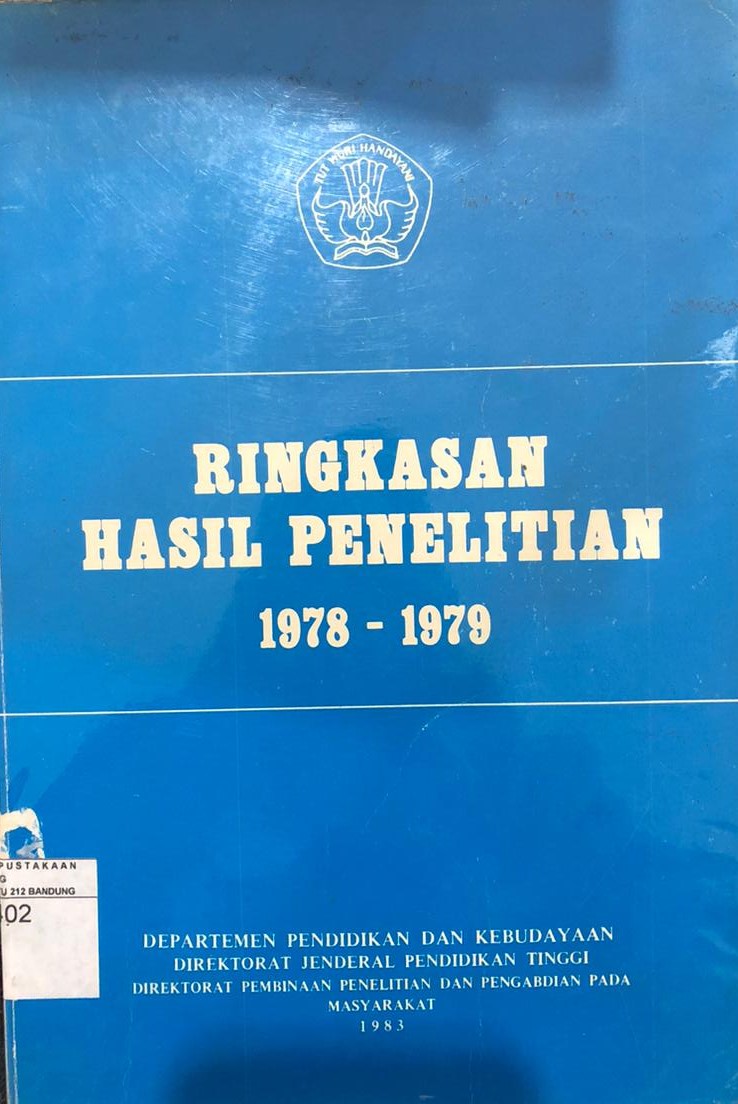 TUT WURI HANDAYANI
RINGKASAN
HASIL PENELITIAN
1978 - 1979
PUSTAKAAN
G
U 212 BANDUNG
02
DEPARTEMEN PENDIDIKAN DAN KEBUDAYAAN
DIREKTORAT JENDERAL PENDIDIKAN TINGGI
DIREKTORAT PEMBINAAN PENELITIAN DAN PENGABDIAN PADA
MASYARAKAT
1983